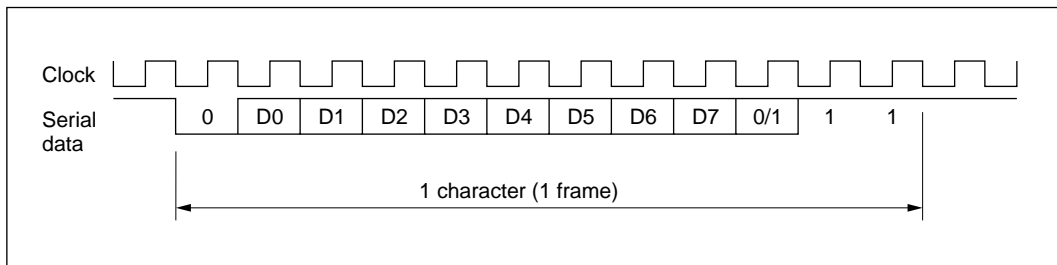 Clock
Serial
data
0 D0 D1 D2 D3 D4 D5 D6 D7 0/1 1 1
1 character (1 frame)